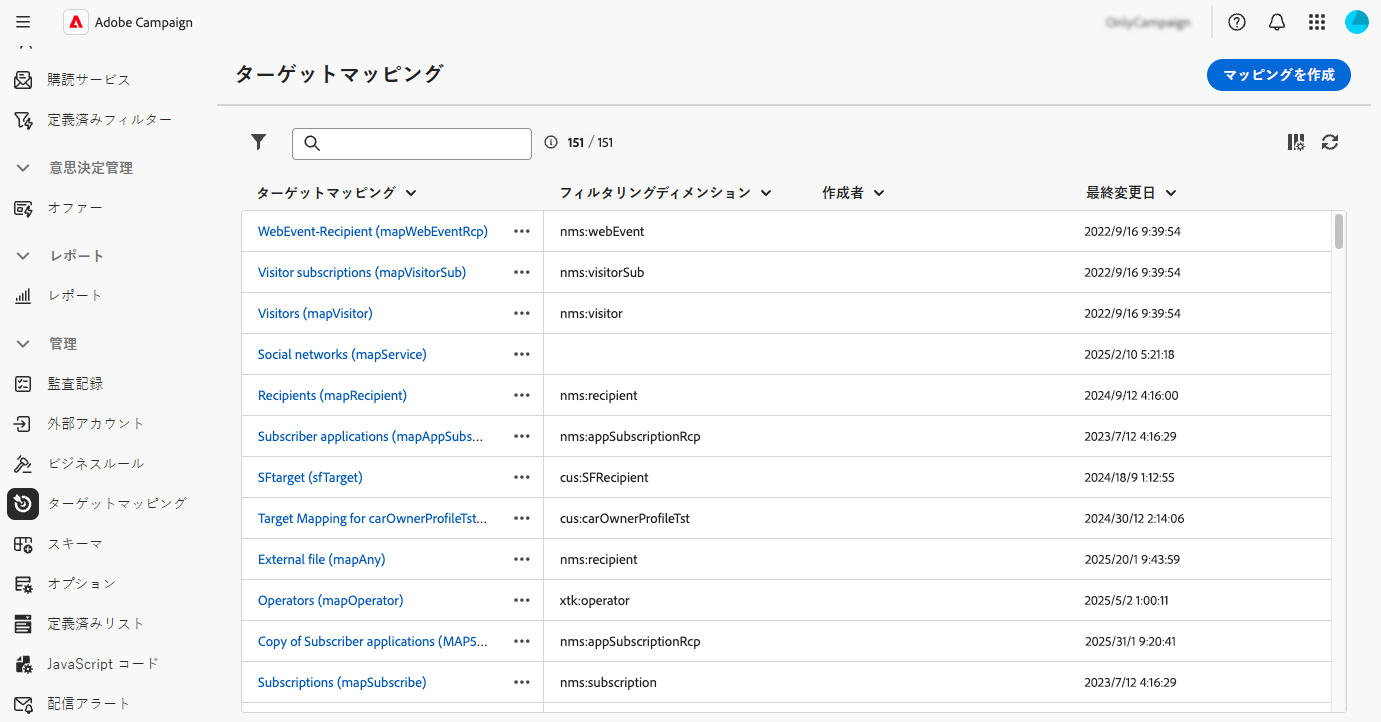 Adobe Campaign
OnlyCampaign
購読サービス
定義済みフィルター
意思決定管理
オファー
レポート
レポート
管理
監査記録
外部アカウント
ビジネスルール
ターゲットマッピング
スキーマ
オプション
定義済みリスト
JavaScript コード
配信アラート
ターゲットマッピング
マッピングを作成
151 / 151
ターゲットマッピング フィルタリングディメンション 作成者 最終変更日
WebEvent-Recipient (mapWebEventRcp) ••• nms:webEvent 2022/9/16 9:39:54
Visitor subscriptions (mapVisitorSub) ••• nms:visitorSub 2022/9/16 9:39:54
Visitors (mapVisitor) ••• nms:visitor 2022/9/16 9:39:54
Social networks (mapService) ••• 2025/2/10 5:21:18
Recipients (mapRecipient) ••• nms:recipient 2024/9/12 4:16:00
Subscriber applications (mapAppSubs... ••• nms:appSubscriptionRcp 2023/7/12 4:16:29
SFtarget (sfTarget) ••• cus:SFRecipient 2024/18/9 1:12:55
Target Mapping for carOwnerProfileTst... ••• cus:carOwnerProfileTst 2024/30/12 2:14:06
External file (mapAny) ••• nms:recipient 2025/20/1 9:43:59
Operators (mapOperator) ••• xtk:operator 2025/5/2 1:00:11
Copy of Subscriber applications (MAPS... ••• nms:appSubscriptionRcp 2025/31/1 9:20:41
Subscriptions (mapSubscribe) ••• nms:subscription 2023/7/12 4:16:29